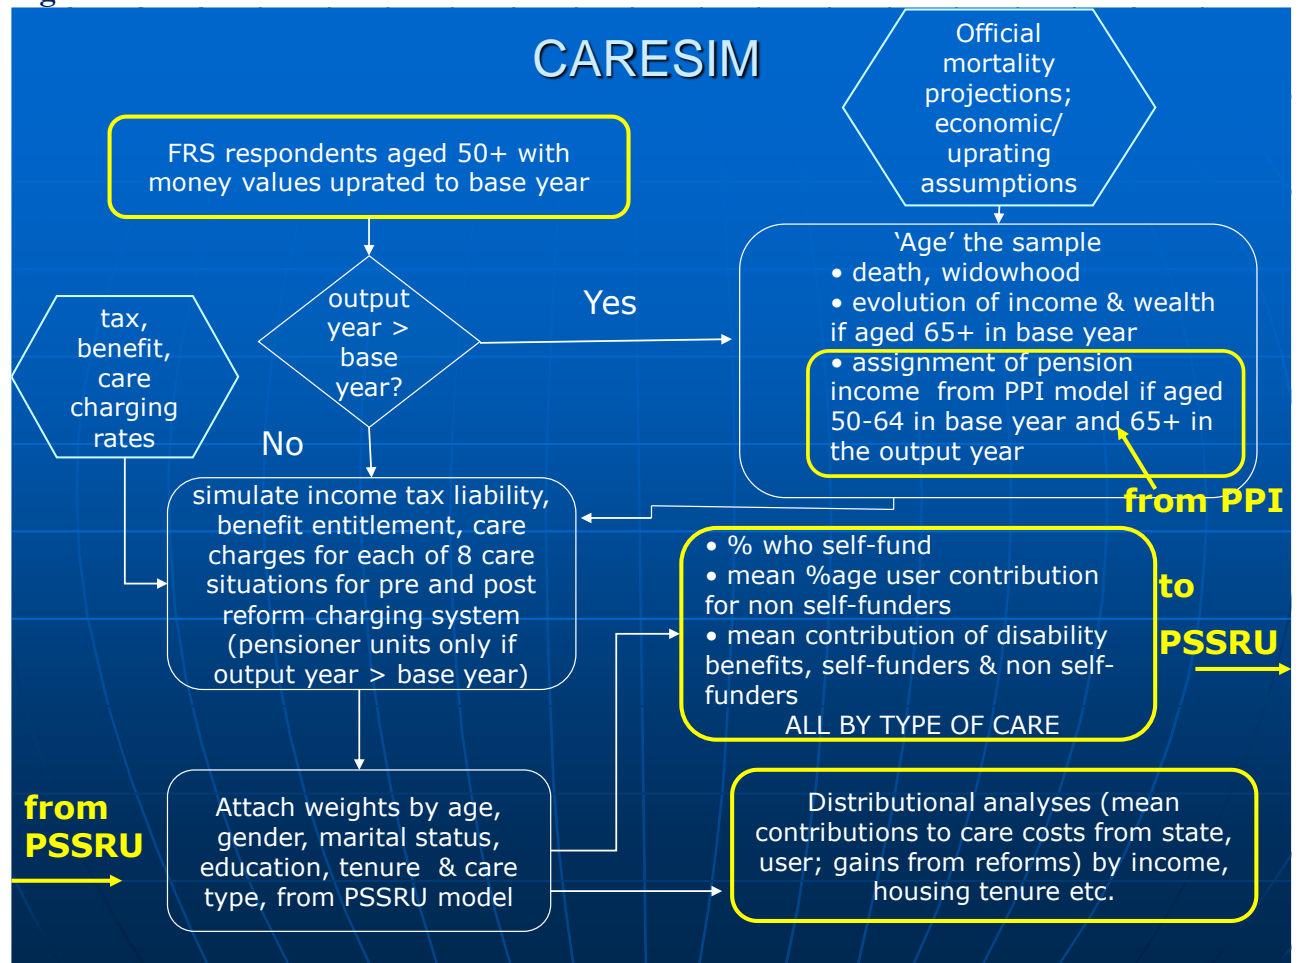 CARESIM
Official
mortality
projections;
economic/
uprating
assumptions
FRS respondents aged 50+ with
money values uprated to base year
output
year >
base
year?
Yes
No
tax,
benefit,
care
charging
rates
‘Age’ the sample
• death, widowhood
• evolution of income & wealth
if aged 65+ in base year
• assignment of pension
income from PPI model if aged
50-64 in base year and 65+ in
the output year
from PPI
simulate income tax liability,
benefit entitlement, care
charges for each of 8 care
situations for pre and post
reform charging system
(pensioner units only if
output year > base year)
• % who self-fund
• mean %age user contribution
for non self-funders
• mean contribution of disability
benefits, self-funders & non self-
funders
ALL BY TYPE OF CARE
to
PSSRU
from
PSSRU
Attach weights by age,
gender, marital status,
education, tenure & care
type, from PSSRU model
Distributional analyses (mean
contributions to care costs from state,
user; gains from reforms) by income,
housing tenure etc.